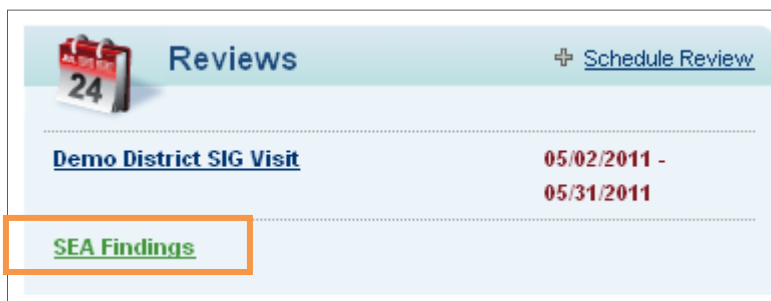 Reviews
Schedule Review
24
Demo District SIG Visit
05/02/2011 -
05/31/2011
SEA Findings